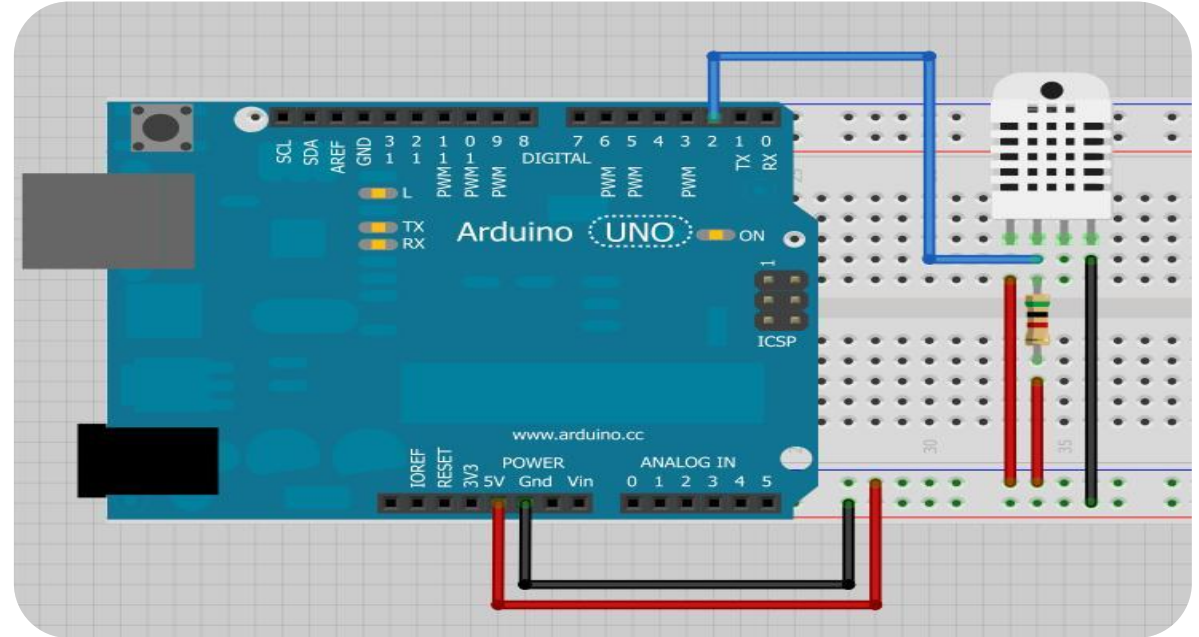 SCL SDA AREF GND 13 12 11 10 9 8 7 6 5 4 3 2 1 0
PWM PWM PWM DIGITAL PWM PWM PWM TX RX
L
TX
RX
Arduino UNO ON
1
ICSP
www.arduino.cc
POWER ANALOG IN
IOREF RESET 3V3 5V Gnd Vin 0 1 2 3 4 5
30 35